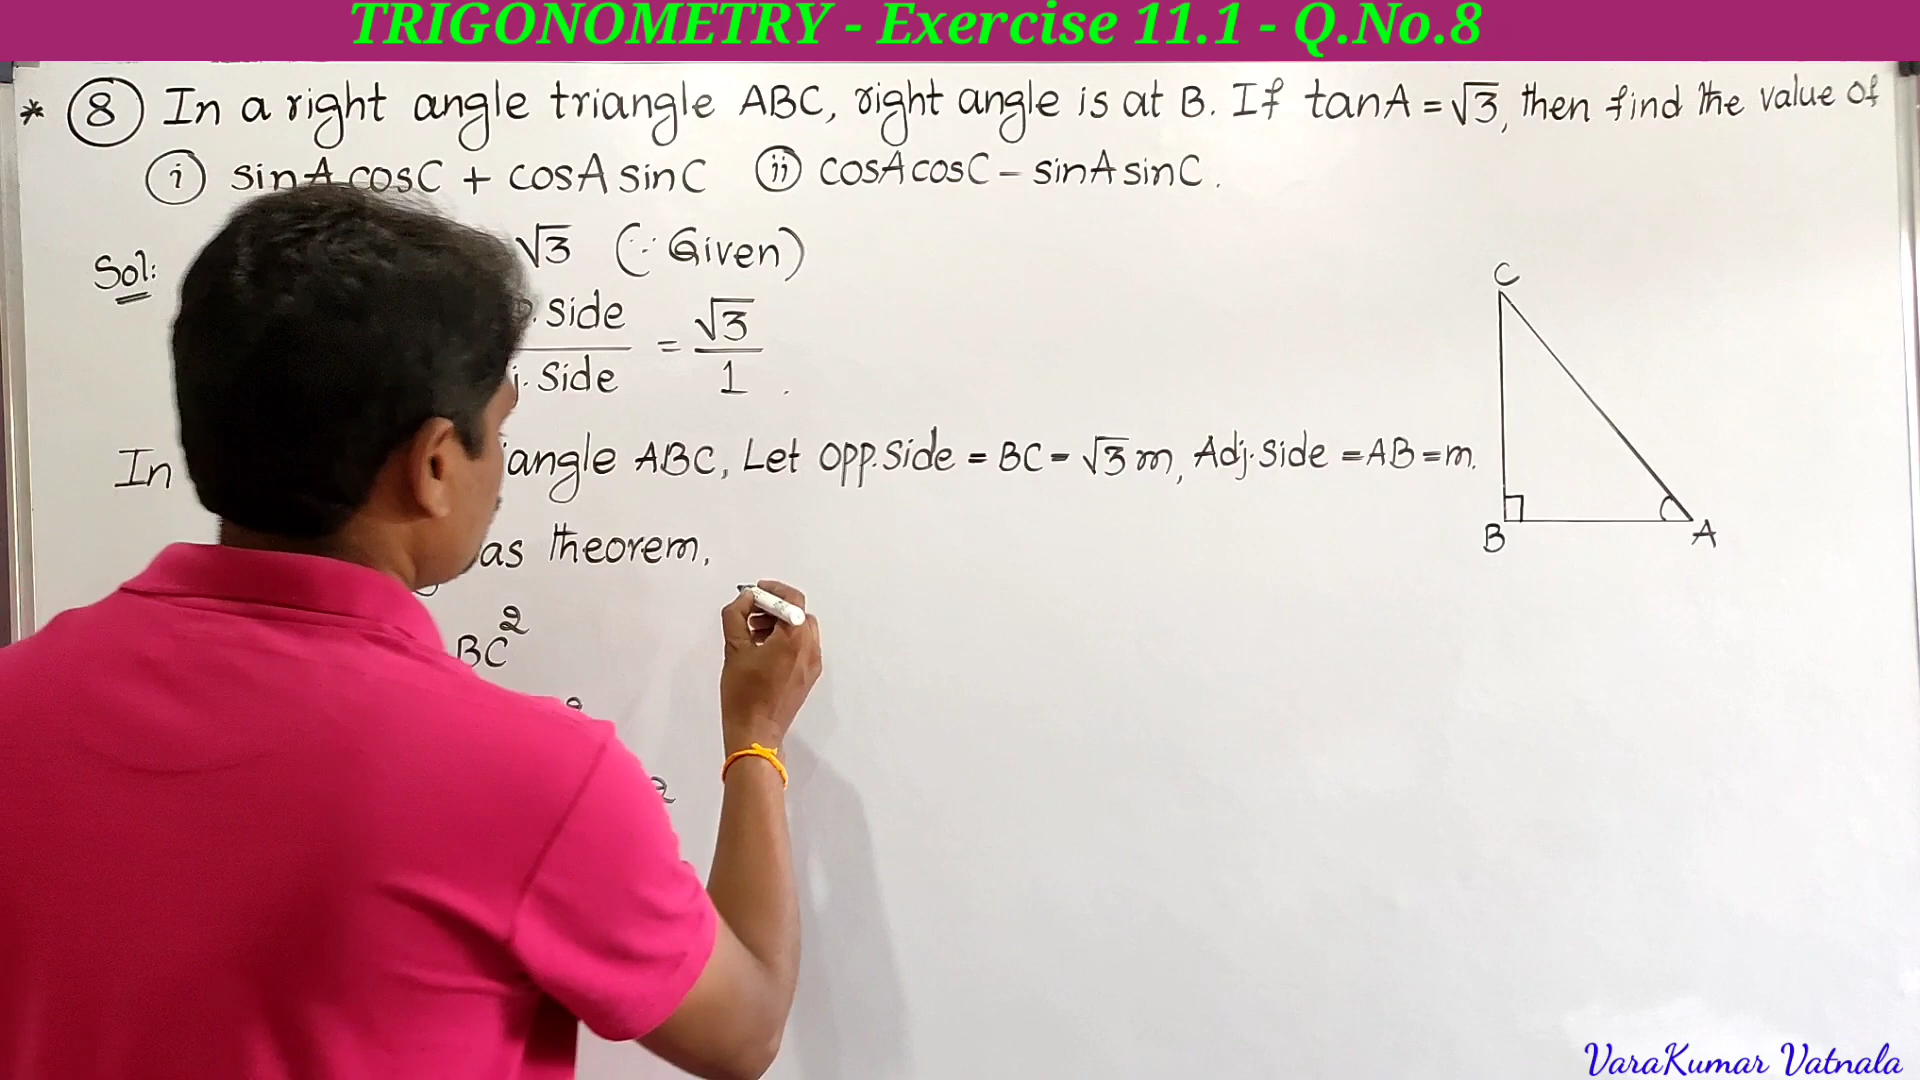 TRIGONOMETRY - Exercise 11.1 - Q.No.8
* 8 In a right angle triangle ABC, right angle is at B. If tanA = √3, then find the value of
i sinA cosC + cosA sinC ii cosA cosC - sinA sinC.
Sol: √3 (∵ Given)
Side = √3
Side 1 .
In ABC, Let opp.Side = BC = √3 m, Adj.Side = AB = m.
theorem,
BC²
2
C
B A
VaraKumar Vatnala